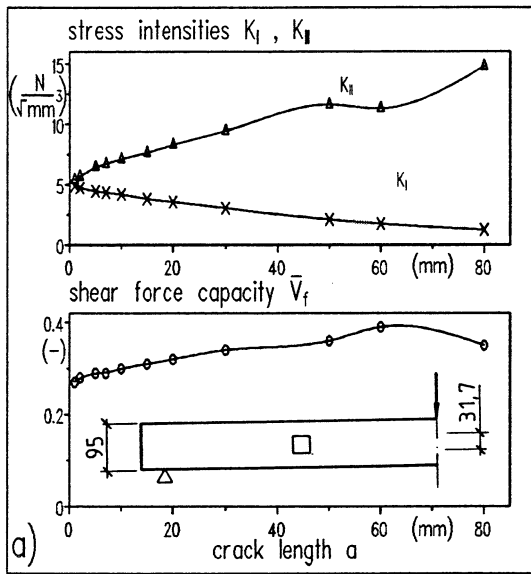 stress intensities K_I , K_II
15
(N/√mm)
10
5
0
K_II
K_I
0 20 40 60 (mm) 80
shear force capacity V̄_f
0.4
(-)
0.2
0
95
31,7
0 20 40 60 (mm) 80
a) crack length a